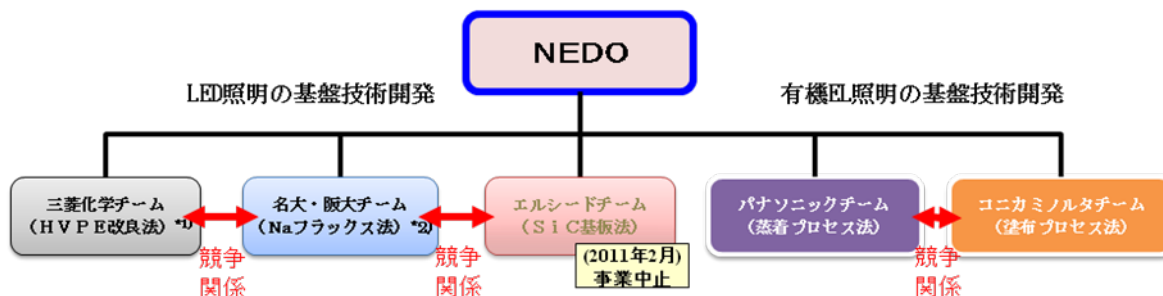 NEDO
LED照明の基盤技術開発
有機EL照明の基盤技術開発
三菱化学チーム
（ＨＶＰＥ改良法）*1)
名大・阪大チーム
（Naフラックス法）*2)
エルシードチーム
（ＳｉＣ基板法）
パナソニックチーム
（蒸着プロセス法）
コニカミノルタチーム
（塗布プロセス法）
(2011年2月)
事業中止
競争
関係
競争
関係
競争
関係